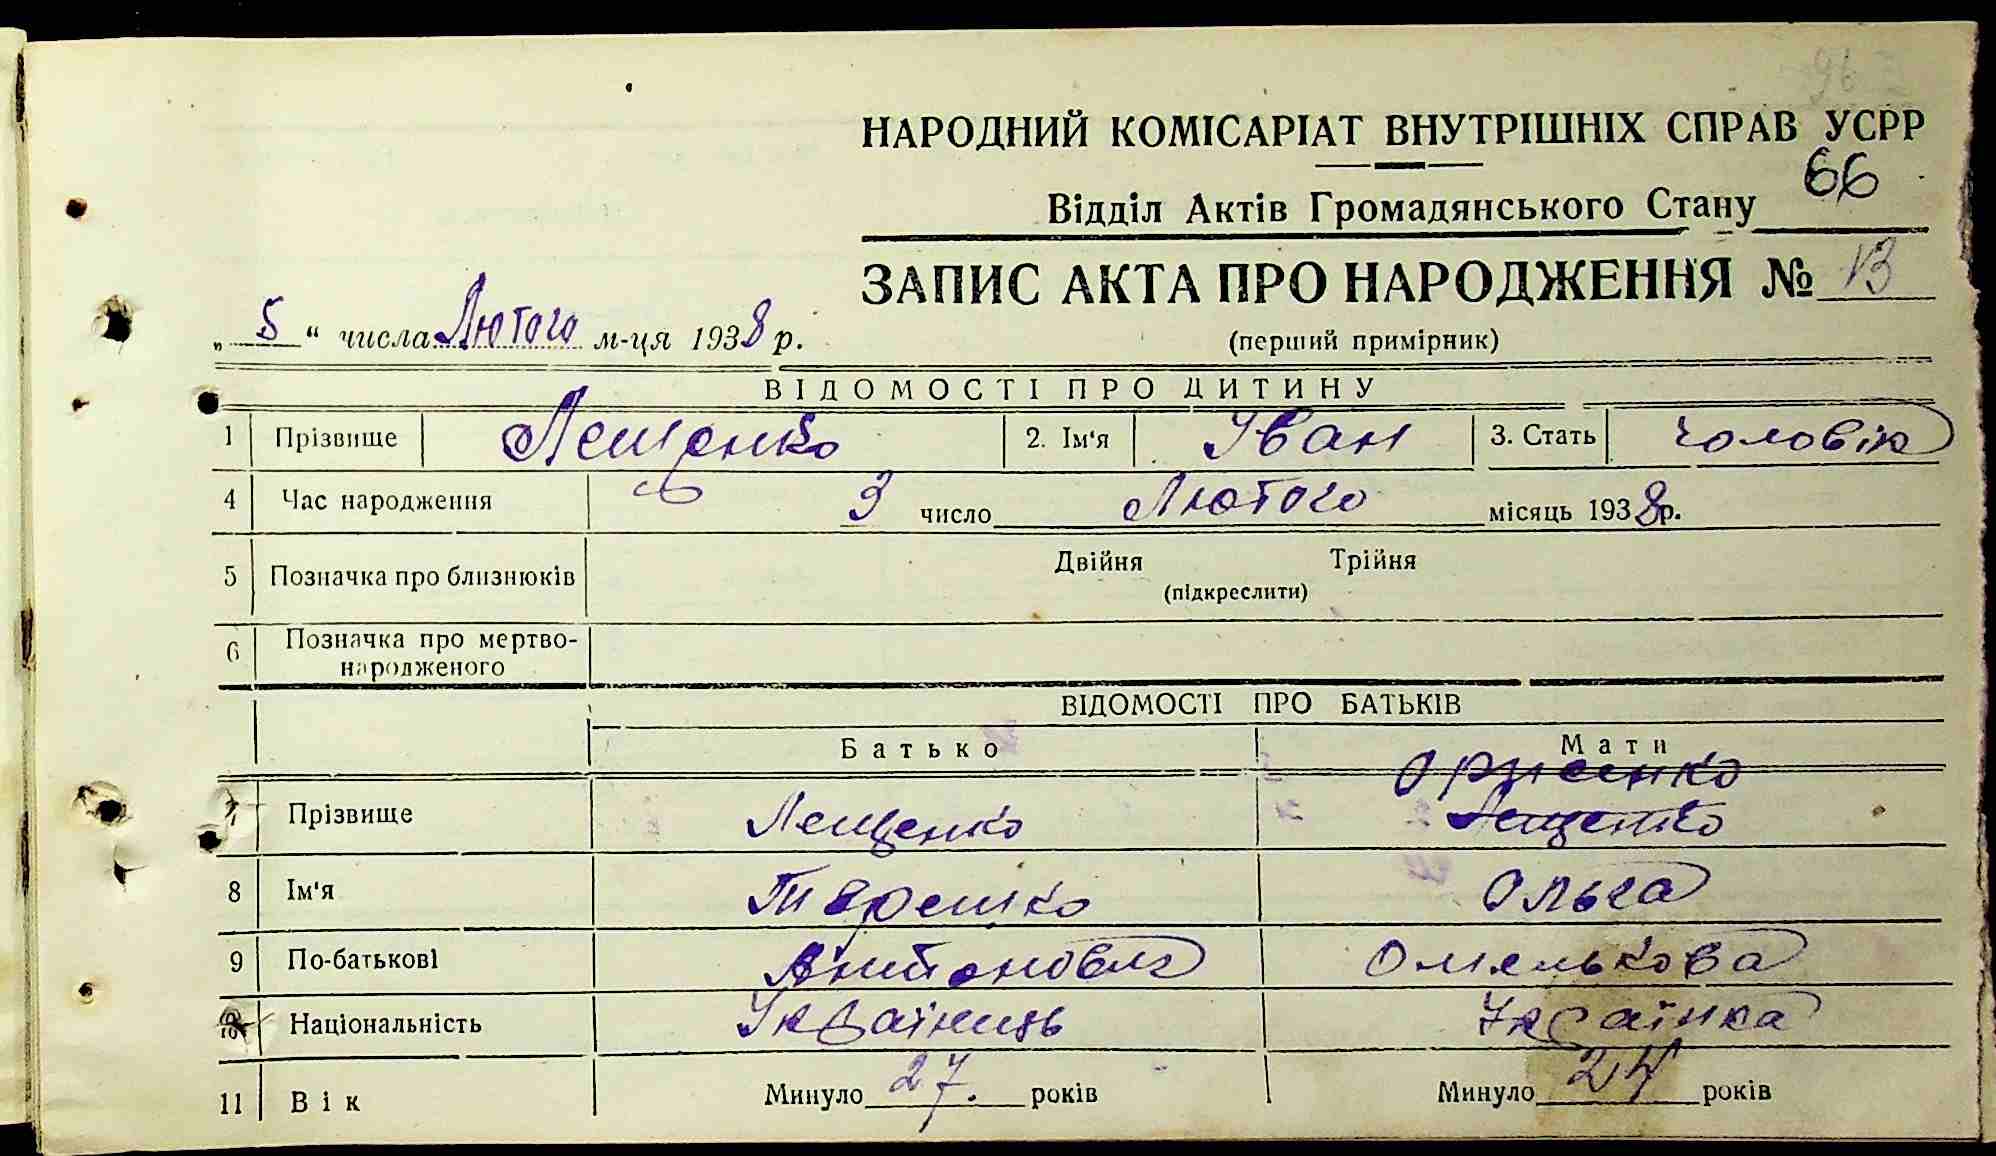 НАРОДНИЙ КОМІСАРІАТ ВНУТРІШНІХ СПРАВ УСРР
66
Відділ Актів Громадянського Стану
ЗАПИС АКТА ПРО НАРОДЖЕННЯ № 13
„ 5 “ числа Лютого м-ця 1938 р.
(перший примірник)
ВІДОМОСТІ ПРО ДИТИНУ
1 Прізвище Лещенко 2. Ім'я Іван 3. Стать чоловік
4 Час народження 3 число Лютого місяць 1938 р.
5 Позначка про близнюків Двійня Трійня
(підкреслити)
6 Позначка про мертво-
народженого
ВІДОМОСТІ ПРО БАТЬКІВ
Батько Мати
7 Прізвище Лещенко Лещенко
8 Ім'я Ольга
9 По-батькові Омелькова
10 Національність Українець Українка
11 Вік Минуло 27. років Минуло 24 років